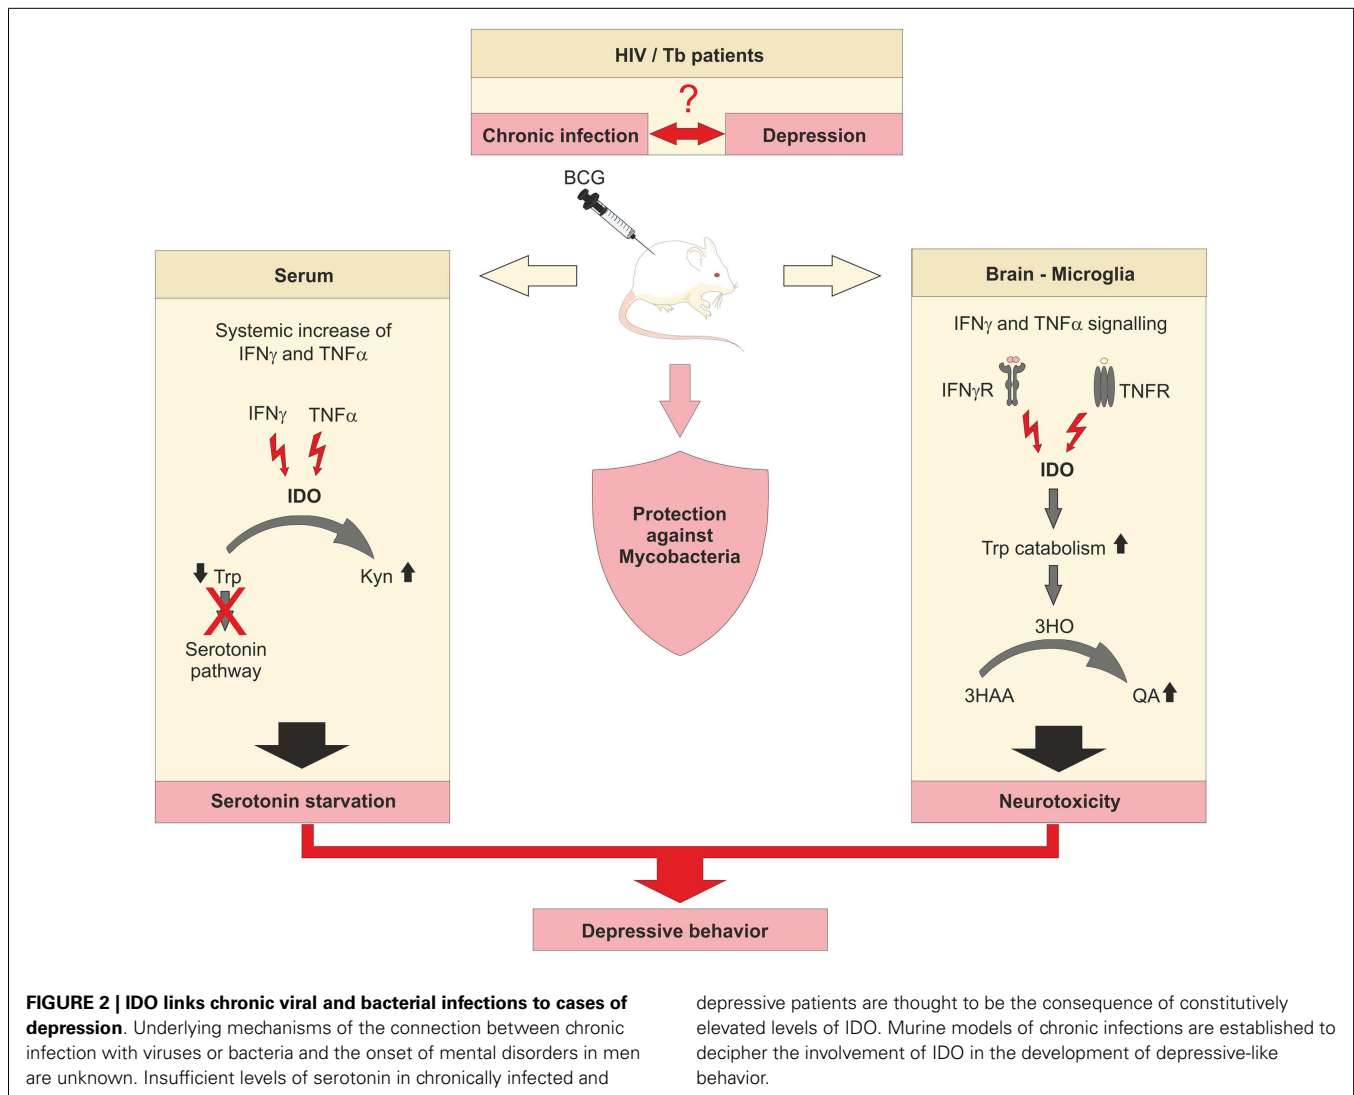 HIV / Tb patients
?
Chronic infection
Depression
BCG
Serum
Systemic increase of
IFNγ and TNFα
IFNγ
TNFα
IDO
Trp
Kyn
Serotonin
pathway
Serotonin starvation
Protection
against
Mycobacteria
Brain - Microglia
IFNγ and TNFα signalling
IFNγR
TNFR
IDO
Trp catabolism
3HO
3HAA
QA
Neurotoxicity
Depressive behavior
FIGURE 2 | IDO links chronic viral and bacterial infections to cases of
depression. Underlying mechanisms of the connection between chronic
infection with viruses or bacteria and the onset of mental disorders in men
are unknown. Insufficient levels of serotonin in chronically infected and
depressive patients are thought to be the consequence of constitutively
elevated levels of IDO. Murine models of chronic infections are established to
decipher the involvement of IDO in the development of depressive-like
behavior.